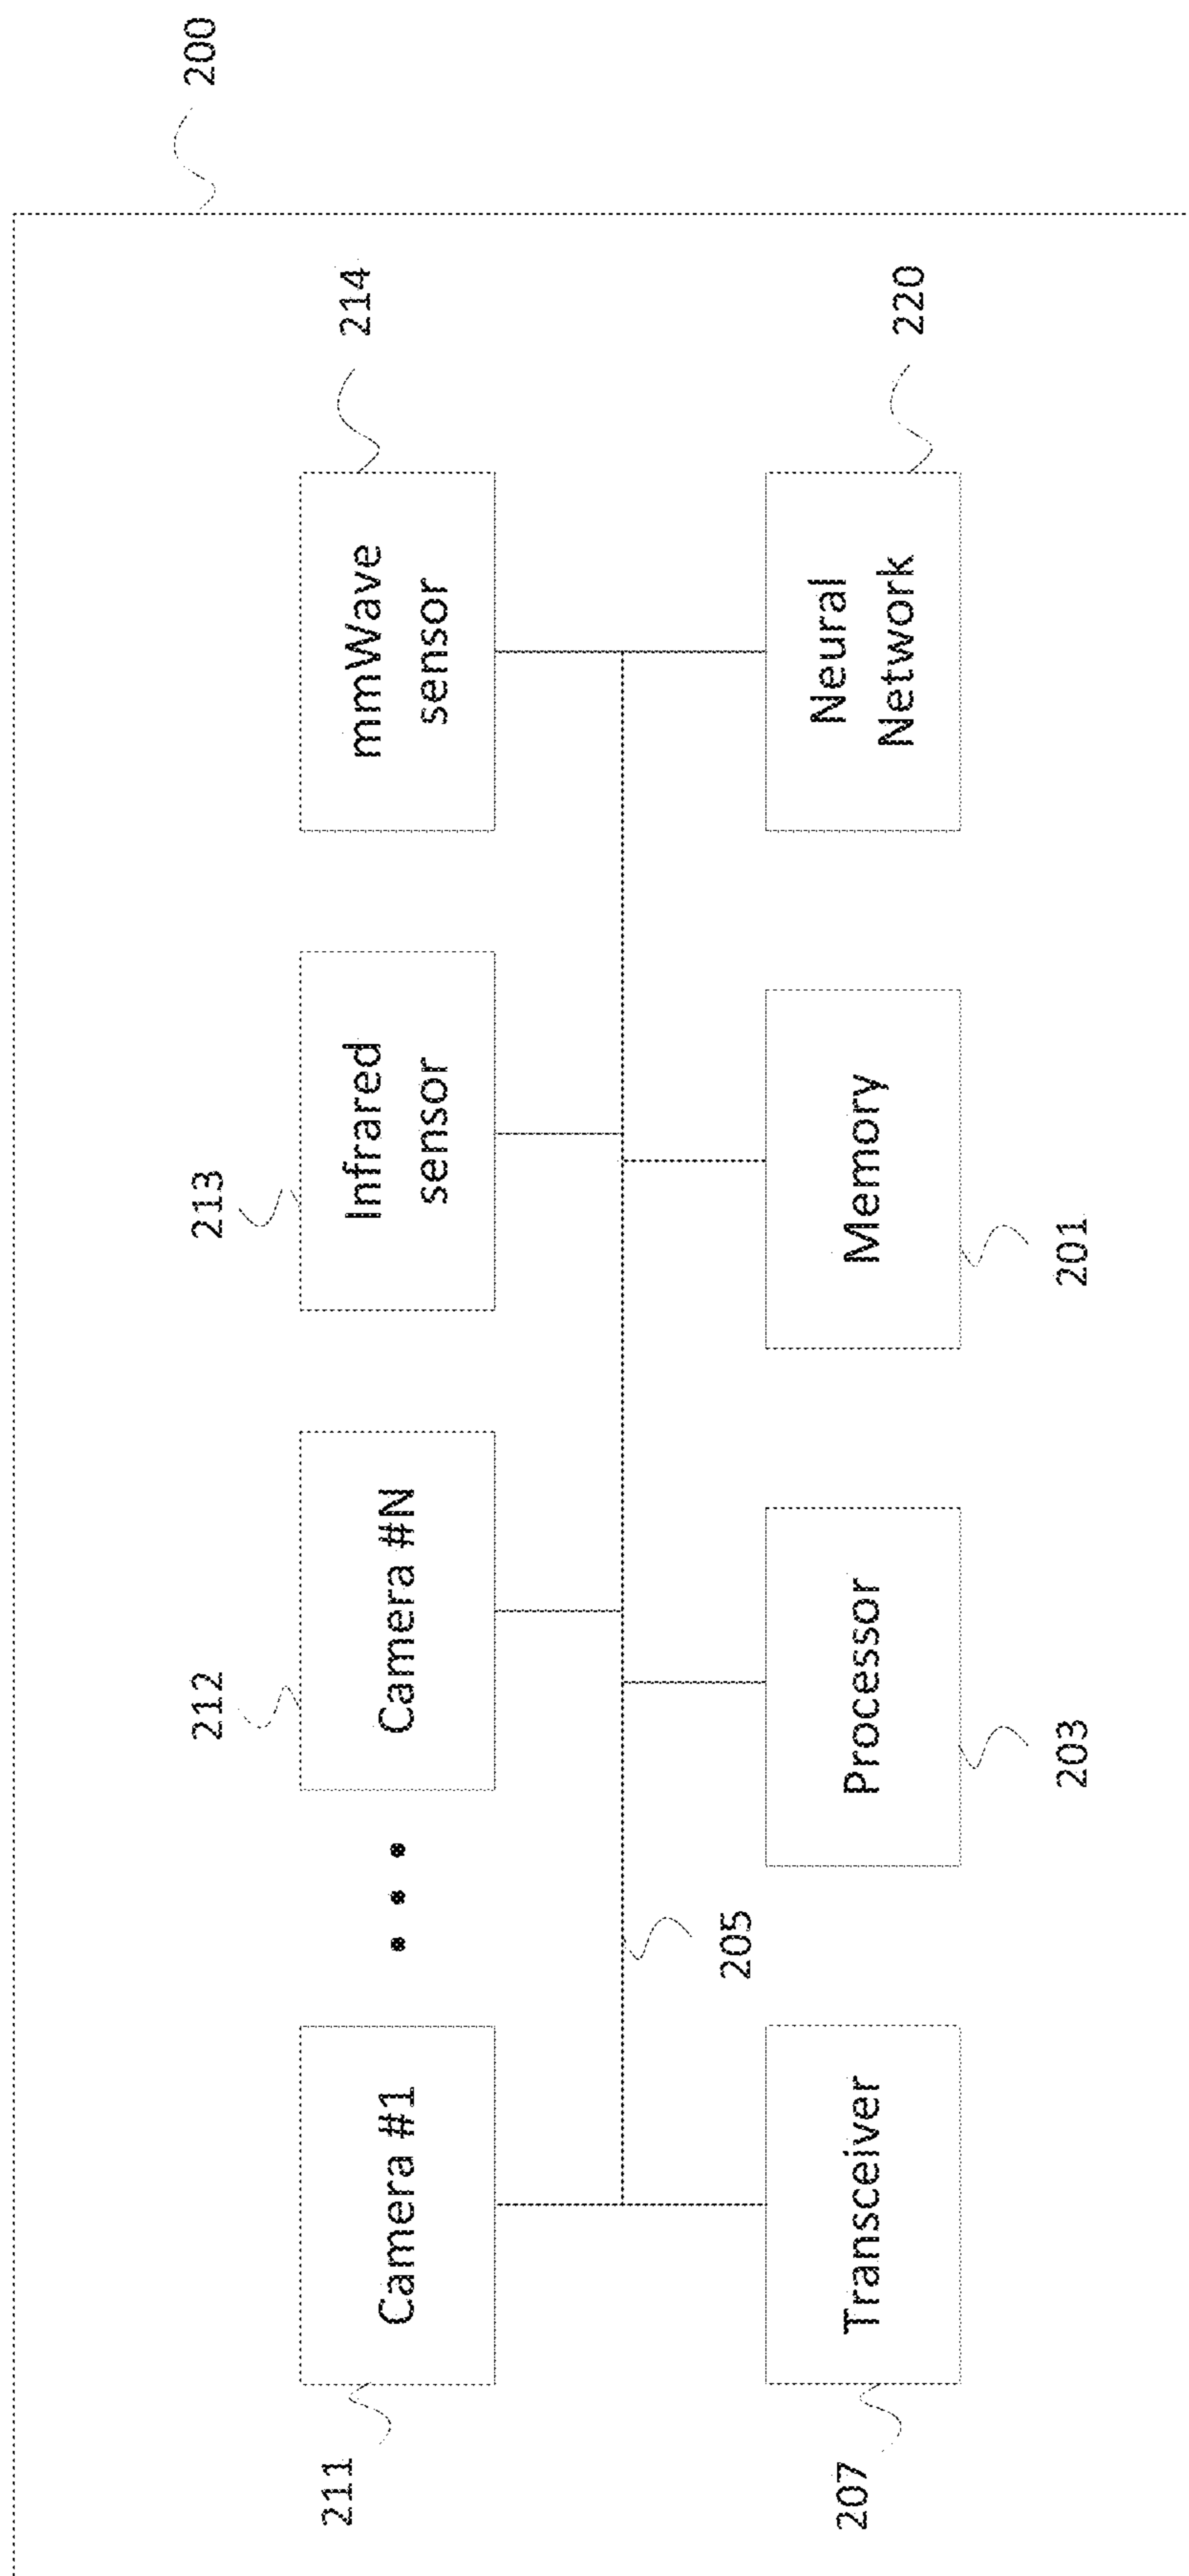 200
211
Camera #1
• • •
212
Camera #N
213
Infrared
sensor
214
mmWave
sensor
205
207
Transceiver
Processor
203
Memory
201
Neural
Network
220